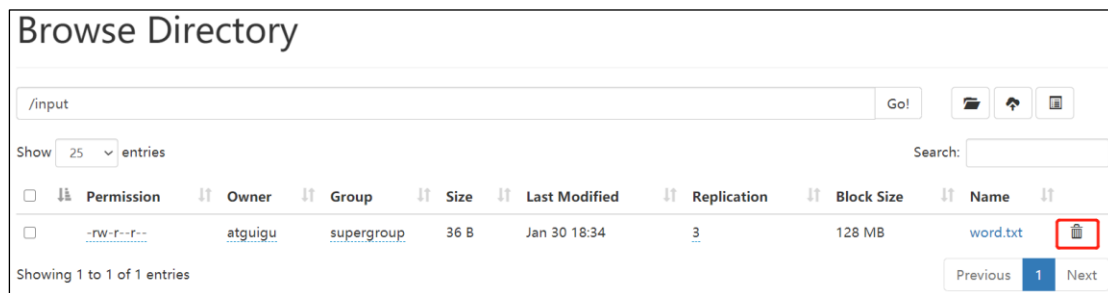 Browse Directory
/input Go!
Show 25 entries Search:
Permission Owner Group Size Last Modified Replication Block Size Name
-rw-r--r-- atguigu supergroup 36 B Jan 30 18:34 3 128 MB word.txt
Showing 1 to 1 of 1 entries Previous 1 Next